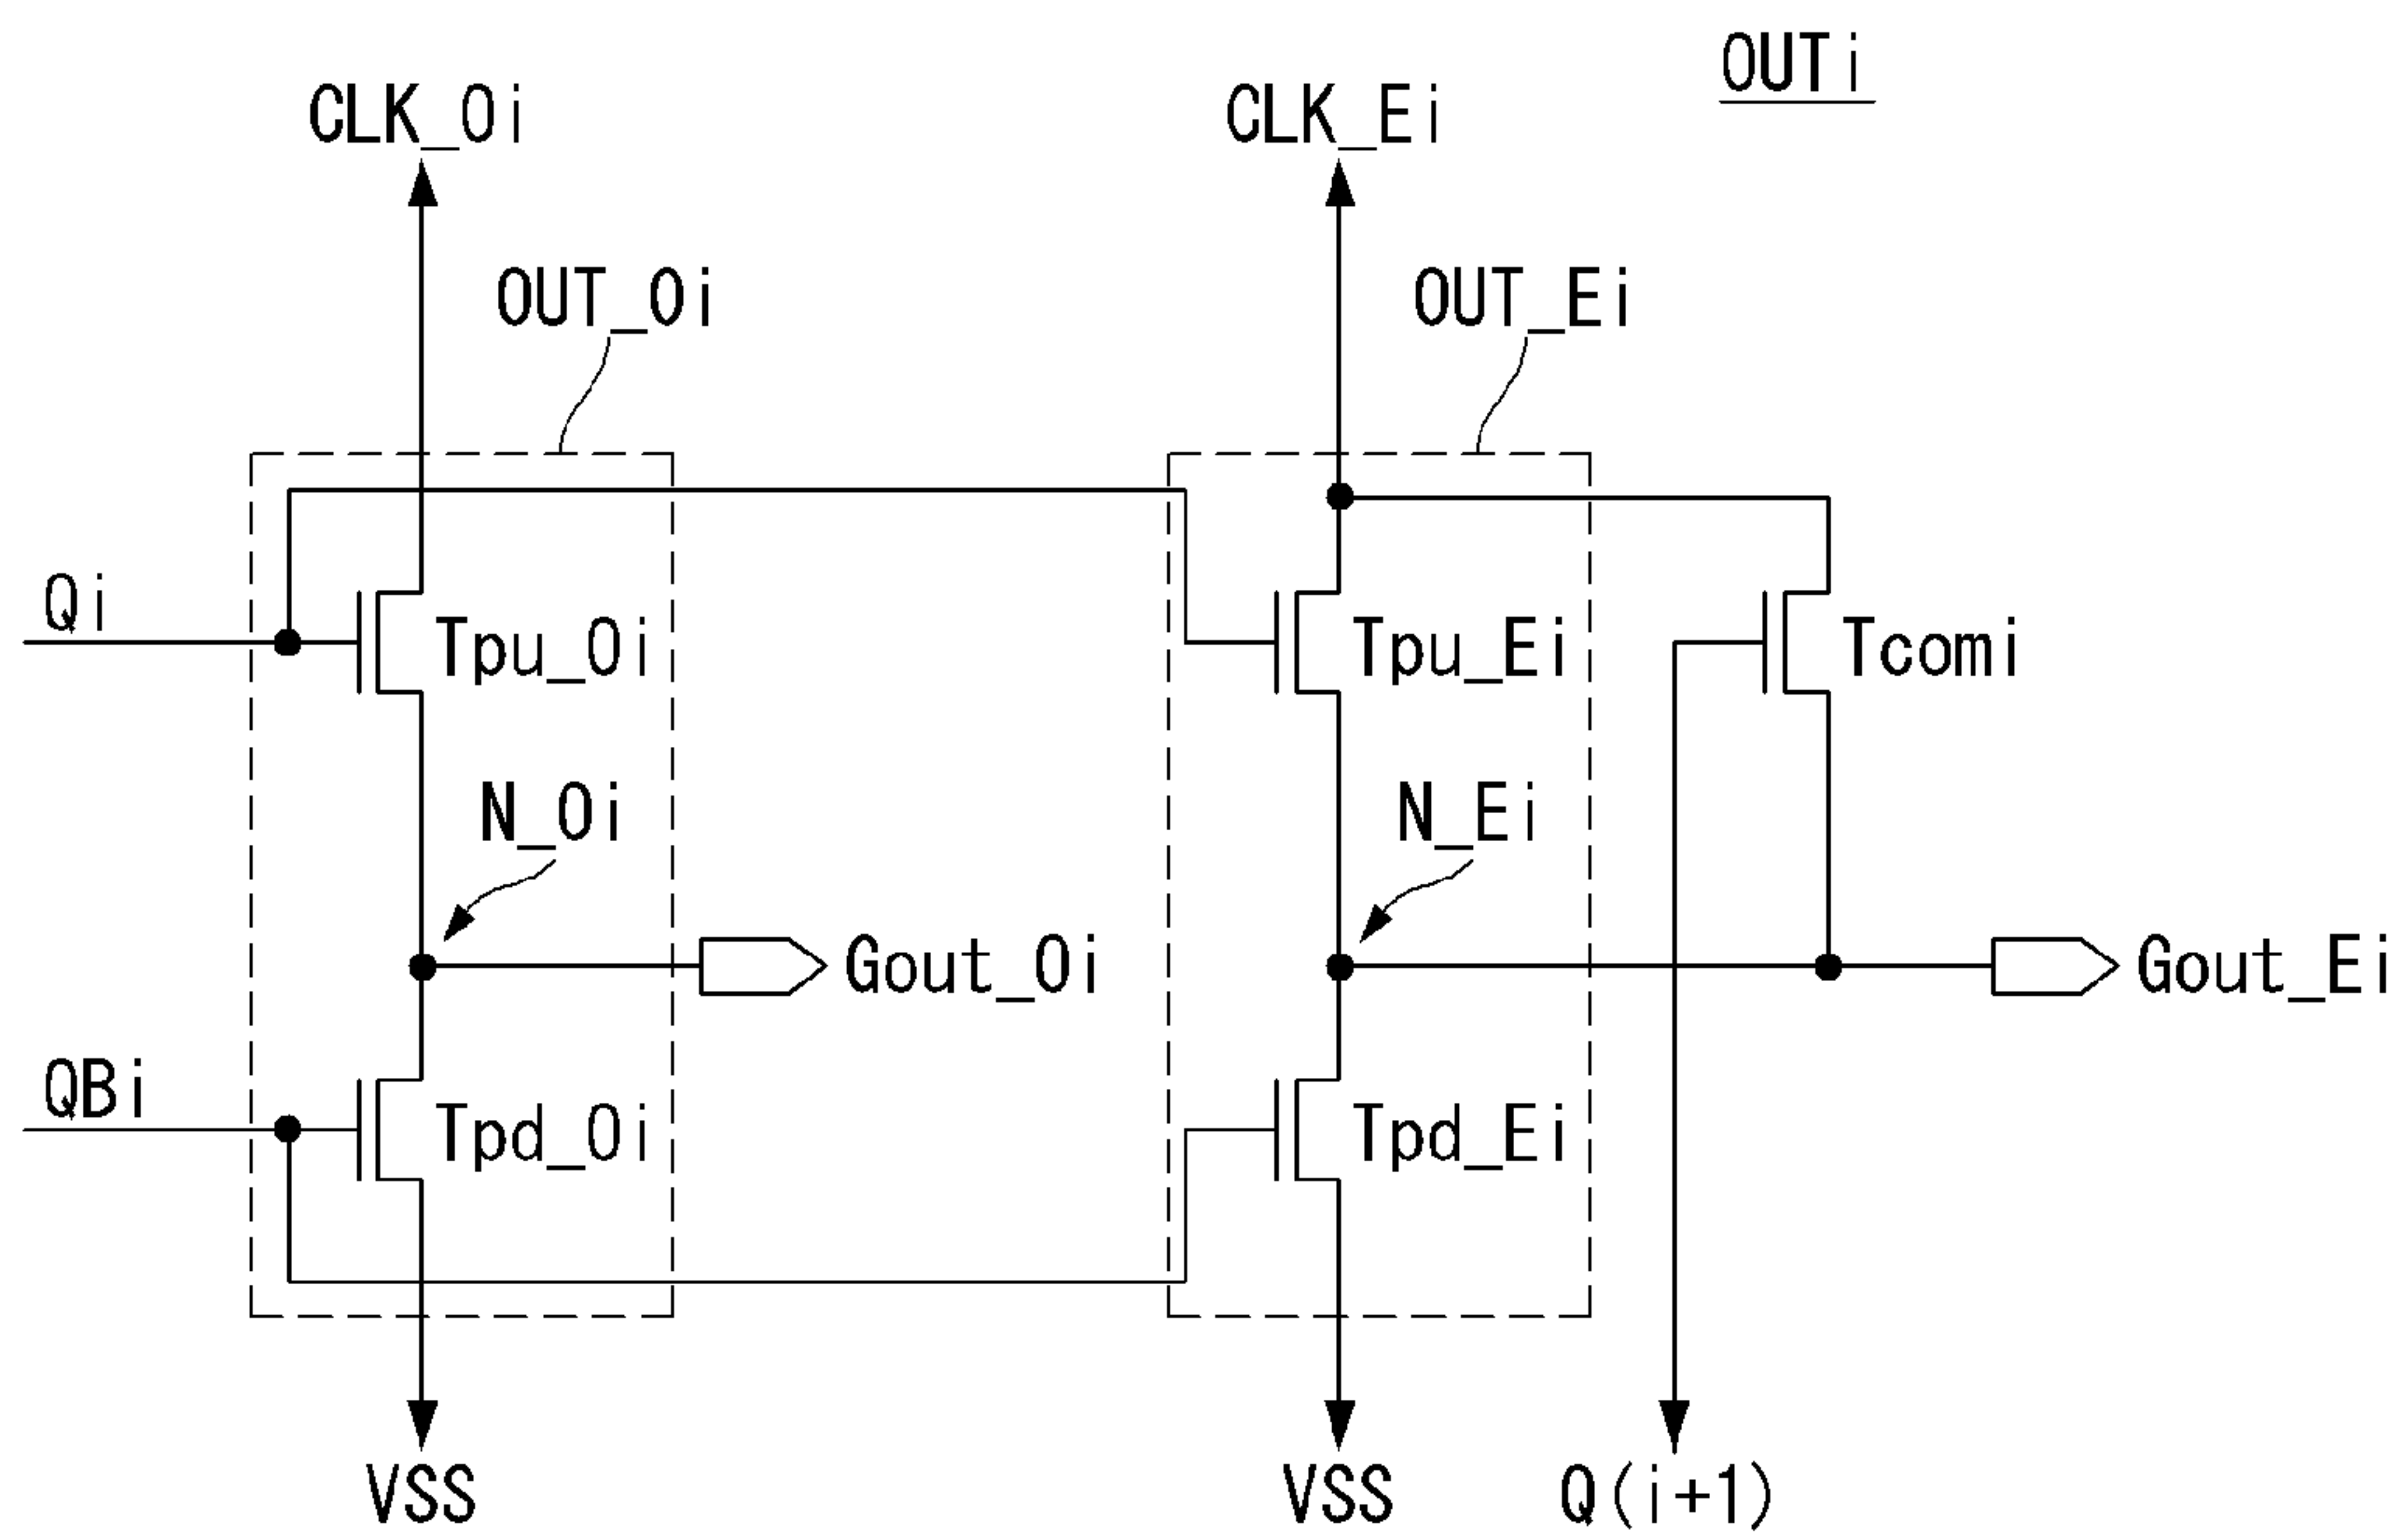 OUTi
CLK_Oi
CLK_Ei
OUT_Oi
OUT_Ei
Qi
Tpu_Oi
Tpu_Ei
Tcomi
N_Oi
N_Ei
Gout_Oi
Gout_Ei
QBi
Tpd_Oi
Tpd_Ei
VSS
VSS
Q(i+1)